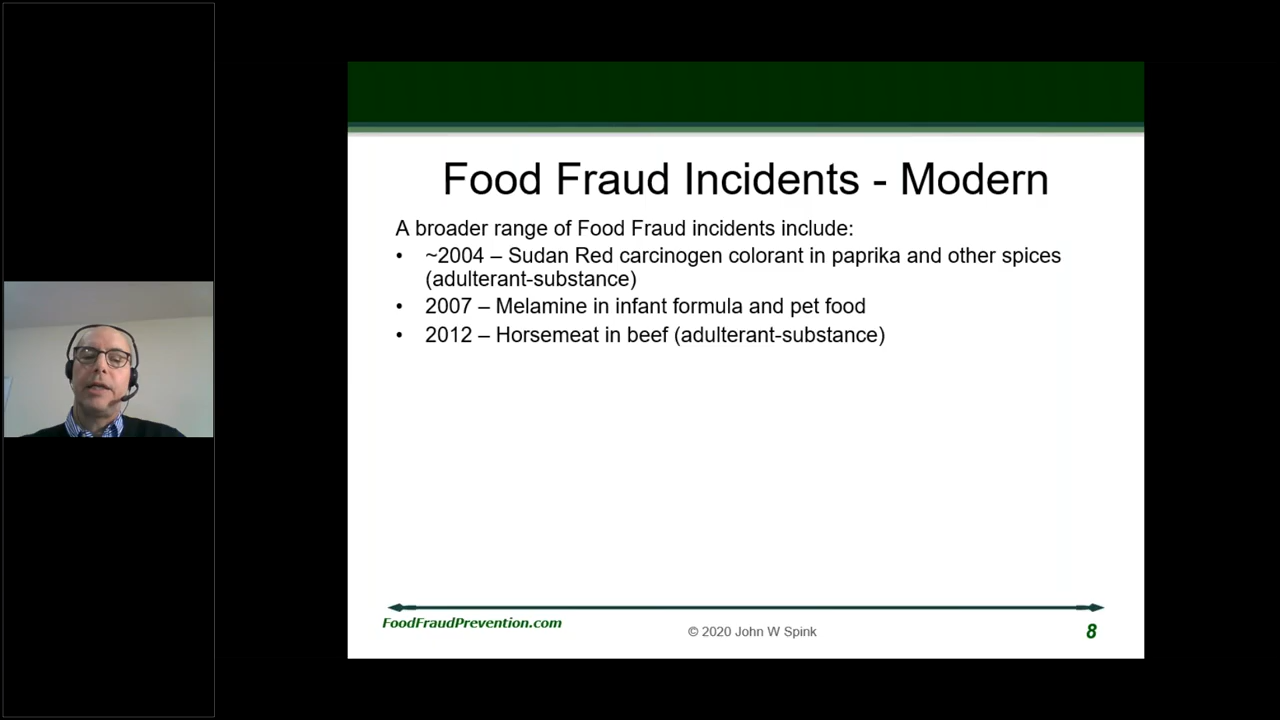 Food Fraud Incidents - Modern
A broader range of Food Fraud incidents include:
• ~2004 – Sudan Red carcinogen colorant in paprika and other spices
(adulterant-substance)
• 2007 – Melamine in infant formula and pet food
• 2012 – Horsemeat in beef (adulterant-substance)
FoodFraudPrevention.com
© 2020 John W Spink
8